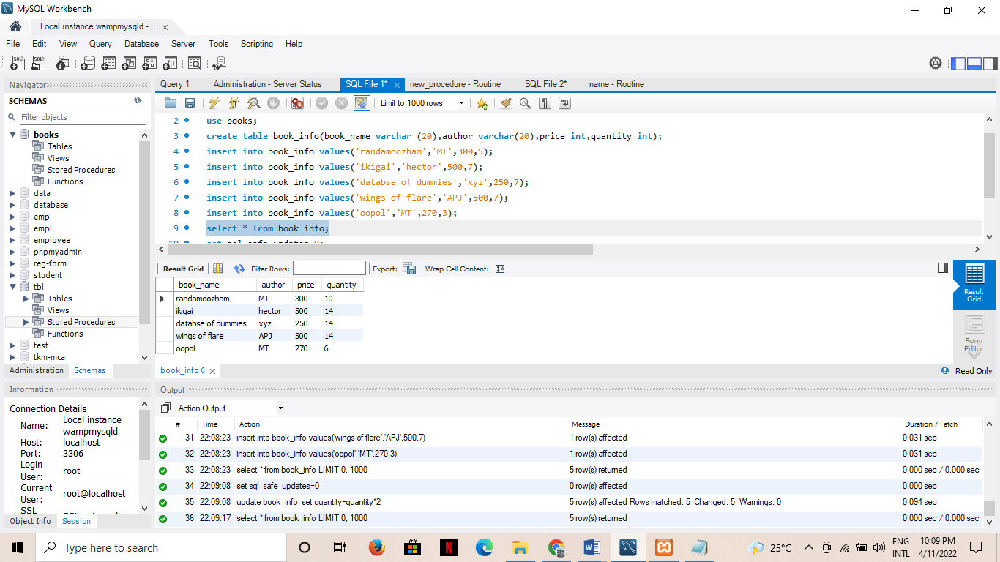 MySQL Workbench
Local instance wampmysqld -...
File Edit View Query Database Server Tools Scripting Help
Navigator
SCHEMAS
Filter objects
books
Tables
Views
Stored Procedures
Functions
data
database
emp
empl
employee
phpmyadmin
reg-form
student
tbl
Tables
Views
Stored Procedures
Functions
test
tkm-mca
Administration Schemas
Information
Connection Details
Name: Local instance wampmysqld
Host: localhost
Port: 3306
Login User: root
Current User: root@localhost
SSL
Object Info Session
Query 1 Administration - Server Status SQL File 1* new_procedure - Routine SQL File 2* name - Routine
Limit to 1000 rows
2 use books;
3 create table book_info(book_name varchar (20),author varchar(20),price int,quantity int);
4 insert into book_info values('randamoozham','MT',300,5);
5 insert into book_info values('ikigai','hector',500,7);
6 insert into book_info values('databse of dummies','xyz',250,7);
7 insert into book_info values('wings of flare','APJ',500,7);
8 insert into book_info values('oopol','MT',270,3);
9 select * from book_info;
10 set sql_safe_updates=0;
Result Grid Filter Rows: Export: Wrap Cell Content:
book_name author price quantity
randamoozham MT 300 10
ikigai hector 500 14
databse of dummies xyz 250 14
wings of flare APJ 500 14
oopol MT 270 6
Result Grid
Form Editor
book_info 6
Read Only
Output
Action Output
# Time Action Message Duration / Fetch
31 22:08:23 insert into book_info values('wings of flare','APJ',500,7) 1 row(s) affected 0.031 sec
32 22:08:23 insert into book_info values('oopol','MT',270,3) 1 row(s) affected 0.031 sec
33 22:08:23 select * from book_info LIMIT 0, 1000 5 row(s) returned 0.000 sec / 0.000 sec
34 22:09:08 set sql_safe_updates=0 0 row(s) affected 0.000 sec
35 22:09:08 update book_info set quantity=quantity*2 5 row(s) affected Rows matched: 5 Changed: 5 Warnings: 0 0.094 sec
36 22:09:17 select * from book_info LIMIT 0, 1000 5 row(s) returned 0.000 sec / 0.000 sec
Type here to search
25°C
ENG
INTL
10:09 PM
4/11/2022